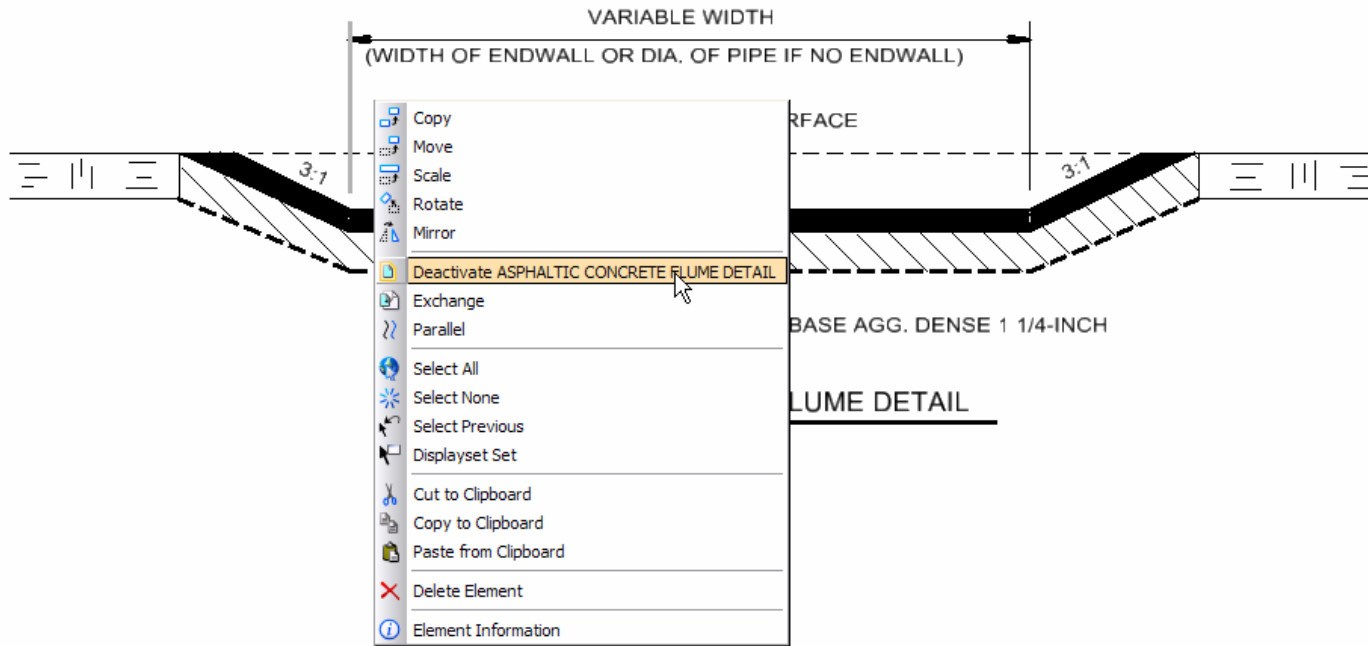 VARIABLE WIDTH
(WIDTH OF ENDWALL OR DIA. OF PIPE IF NO ENDWALL)
RFACE
3:1
3:1
Copy
Move
Scale
Rotate
Mirror
Deactivate ASPHALTIC CONCRETE FLUME DETAIL
Exchange
Parallel
BASE AGG. DENSE 1 1/4-INCH
Select All
Select None
LUME DETAIL
Select Previous
Displayset Set
Cut to Clipboard
Copy to Clipboard
Paste from Clipboard
Delete Element
Element Information